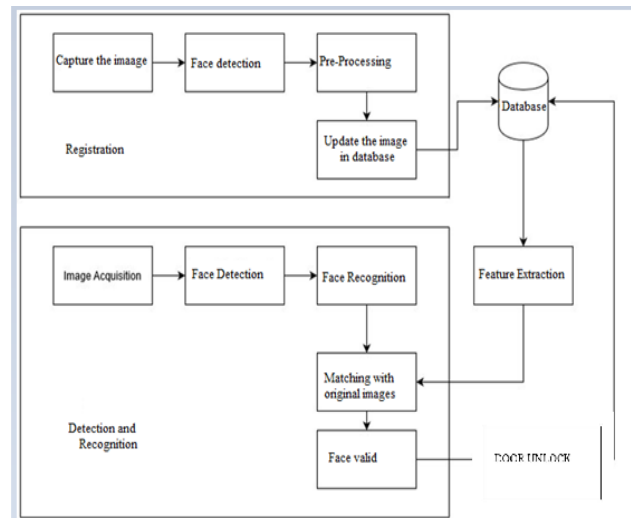 Capture the imaage
Face detection
Pre-Processing
Database
Update the image
in database
Registration
Image Acquisition
Face Detection
Face Recognition
Feature Extraction
Matching with
original images
Detection and
Recognition
Face valid
DOOR UNLOCK